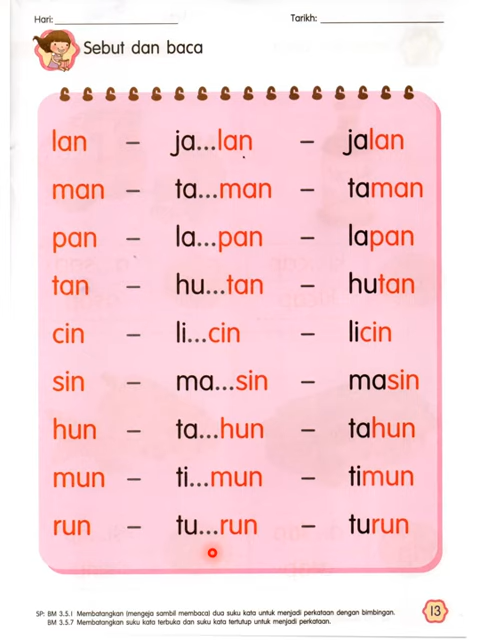 Hari: Tarikh:
Sebut dan baca
lan – ja...lan – jalan
man – ta...man – taman
pan – la...pan – lapan
tan – hu...tan – hutan
cin – li...cin – licin
sin – ma...sin – masin
hun – ta...hun – tahun
mun – ti...mun – timun
run – tu...run – turun
SP: BM 3.5.1 Membatangkan (mengeja sambil membaca) dua suku kata untuk menjadi perkataan dengan bimbingan.
BM 3.5.7 Membatangkan suku kata terbuka dan suku kata tertutup untuk menjadi perkataan.
13